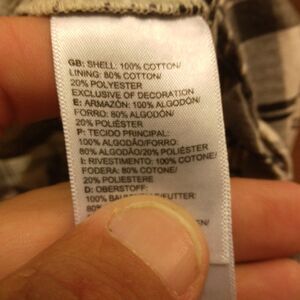 GB: SHELL: 100% COTTON/
LINING: 80% COTTON/
20% POLYESTER
EXCLUSIVE OF DECORATION
E: ARMAZÓN: 100% ALGODÓN/
FORRO: 80% ALGODÓN/
20% POLIÉSTER
P: TECIDO PRINCIPAL:
100% ALGODÃO/FORRO:
80% ALGODÃO/20% POLIÉSTER
I: RIVESTIMENTO: 100% COTONE/
FODERA: 80% COTONE/
20% POLIESTERE
D: OBERSTOFF:
100%
80%